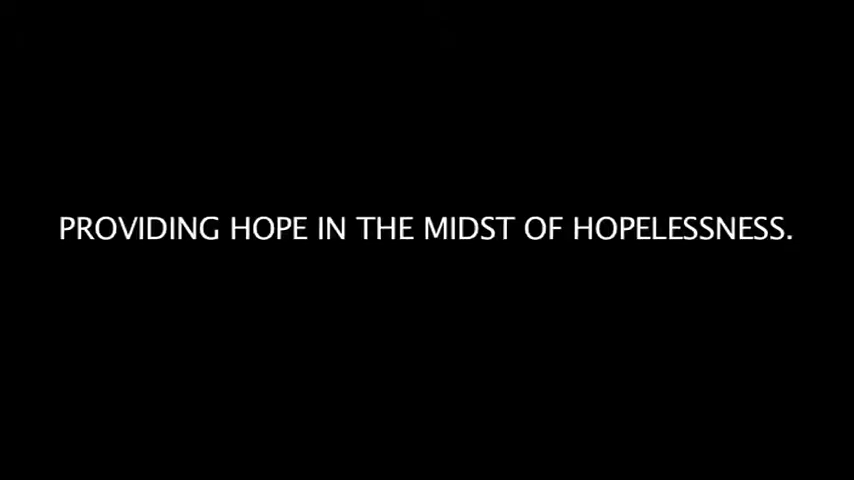 PROVIDING HOPE IN THE MIDST OF HOPELESSNESS.